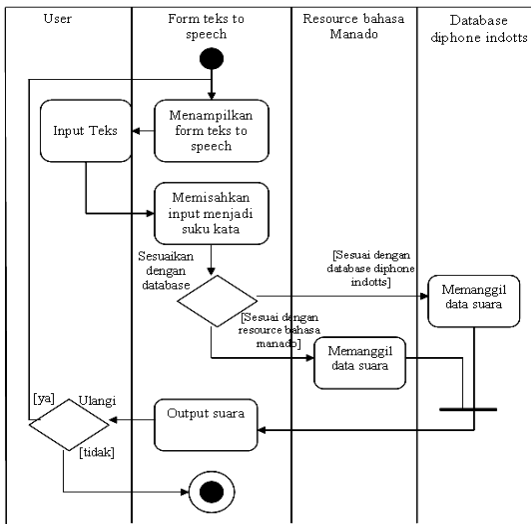 User
Form teks to
speech
Resource bahasa
Manado
Database
diphone indotts
Input Teks
Menampilkan
form teks to
speech
Memisahkan
input menjadi
suku kata
Sesuaikan
dengan
database
[Sesuai dengan
database diphone
indotts]
Memanggil
data suara
[Sesuai dengan
resource bahasa
manado]
Memanggil
data suara
[ya]
Ulangi
Output suara
[tidak]